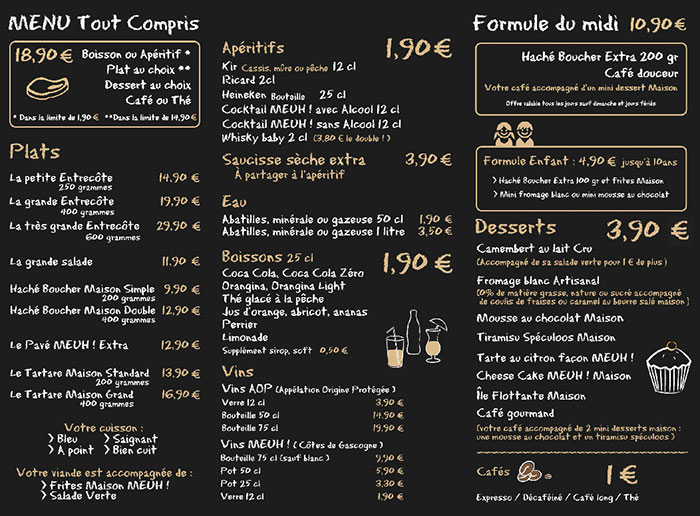 MENU Tout Compris
18,90 € Boisson ou Apéritif *
Plat au choix **
Dessert au choix
Café ou Thé
* Dans la limite de 1,90 € **Dans la limite de 14,90 €
Plats
La petite Entrecôte 14,90 €
250 grammes
La grande Entrecôte 19,90 €
400 grammes
La très grande Entrecôte 29,90 €
600 grammes
La grande salade 11,90 €
Haché Boucher Maison Simple 9,90 €
200 grammes
Haché Boucher Maison Double 12,90 €
400 grammes
Le Pavé MEUH ! Extra 12,90 €
Le Tartare Maison Standard 13,90 €
200 grammes
Le Tartare Maison Grand 16,90 €
400 grammes
Votre cuisson :
> Bleu > Saignant
> A point > Bien cuit
Votre viande est accompagnée de :
> Frites Maison MEUH !
> Salade Verte
Apéritifs 1,90 €
Kir Cassis, mûre ou pêche 12 cl
Ricard 2cl
Heineken Bouteille 25 cl
Cocktail MEUH ! avec Alcool 12 cl
Cocktail MEUH ! sans Alcool 12 cl
Whisky baby 2 cl (3,80 € le double ! )
Saucisse sèche extra 3,90 €
A partager à l'apéritif
Eau
Abatilles, minérale ou gazeuse 50 cl 1,90 €
Abatilles, minérale ou gazeuse 1 litre 3,50 €
Boissons 25 cl 1,90 €
Coca Cola, Coca Cola Zéro
Orangina, Orangina Light
Thé glacé à la pêche
Jus d'orange, abricot, ananas
Perrier
Limonade
Supplément sirop, soft 0,50 €
Vins
Vins AOP (Appélation Origine Protégée )
Verre 12 cl 3,90 €
Bouteille 50 cl 14,90 €
Bouteille 75 cl 19,90 €
Vins MEUH ! ( Côtes de Gascogne )
Bouteille 75 cl (sauf blanc ) 9,90 €
Pot 50 cl 5,90 €
Pot 25 cl 3,30 €
Verre 12 cl 1,90 €
Formule du midi 10,90 €
Haché Boucher Extra 200 gr
Café douceur
Votre café accompagné d'un mini dessert Maison
Offre valable tous les jours sauf dimanche et jours fériés
Formule Enfant : 4,90 € jusqu'à 10ans
> Haché Boucher Extra 100 gr et frites Maison
> Mini fromage blanc ou mini mousse au chocolat
Desserts 3,90 €
Camembert au lait Cru
(Accompagné de sa salade verte pour 1 € de plus )
Fromage blanc Artisanal
(0% de matière grasse, nature ou sucré accompagné
de coulis de fraises ou caramel au beurre salé maison )
Mousse au chocolat Maison
Tiramisu Spéculoos Maison
Tarte au citron façon MEUH !
Cheese Cake MEUH ! Maison
Île Flottante Maison
Café gourmand
(votre café accompagné de 2 mini desserts maison :
une mousse au chocolat et un tiramisu spéculoos )
Cafés 1 €
Expresso / Décaféiné / Café long / Thé